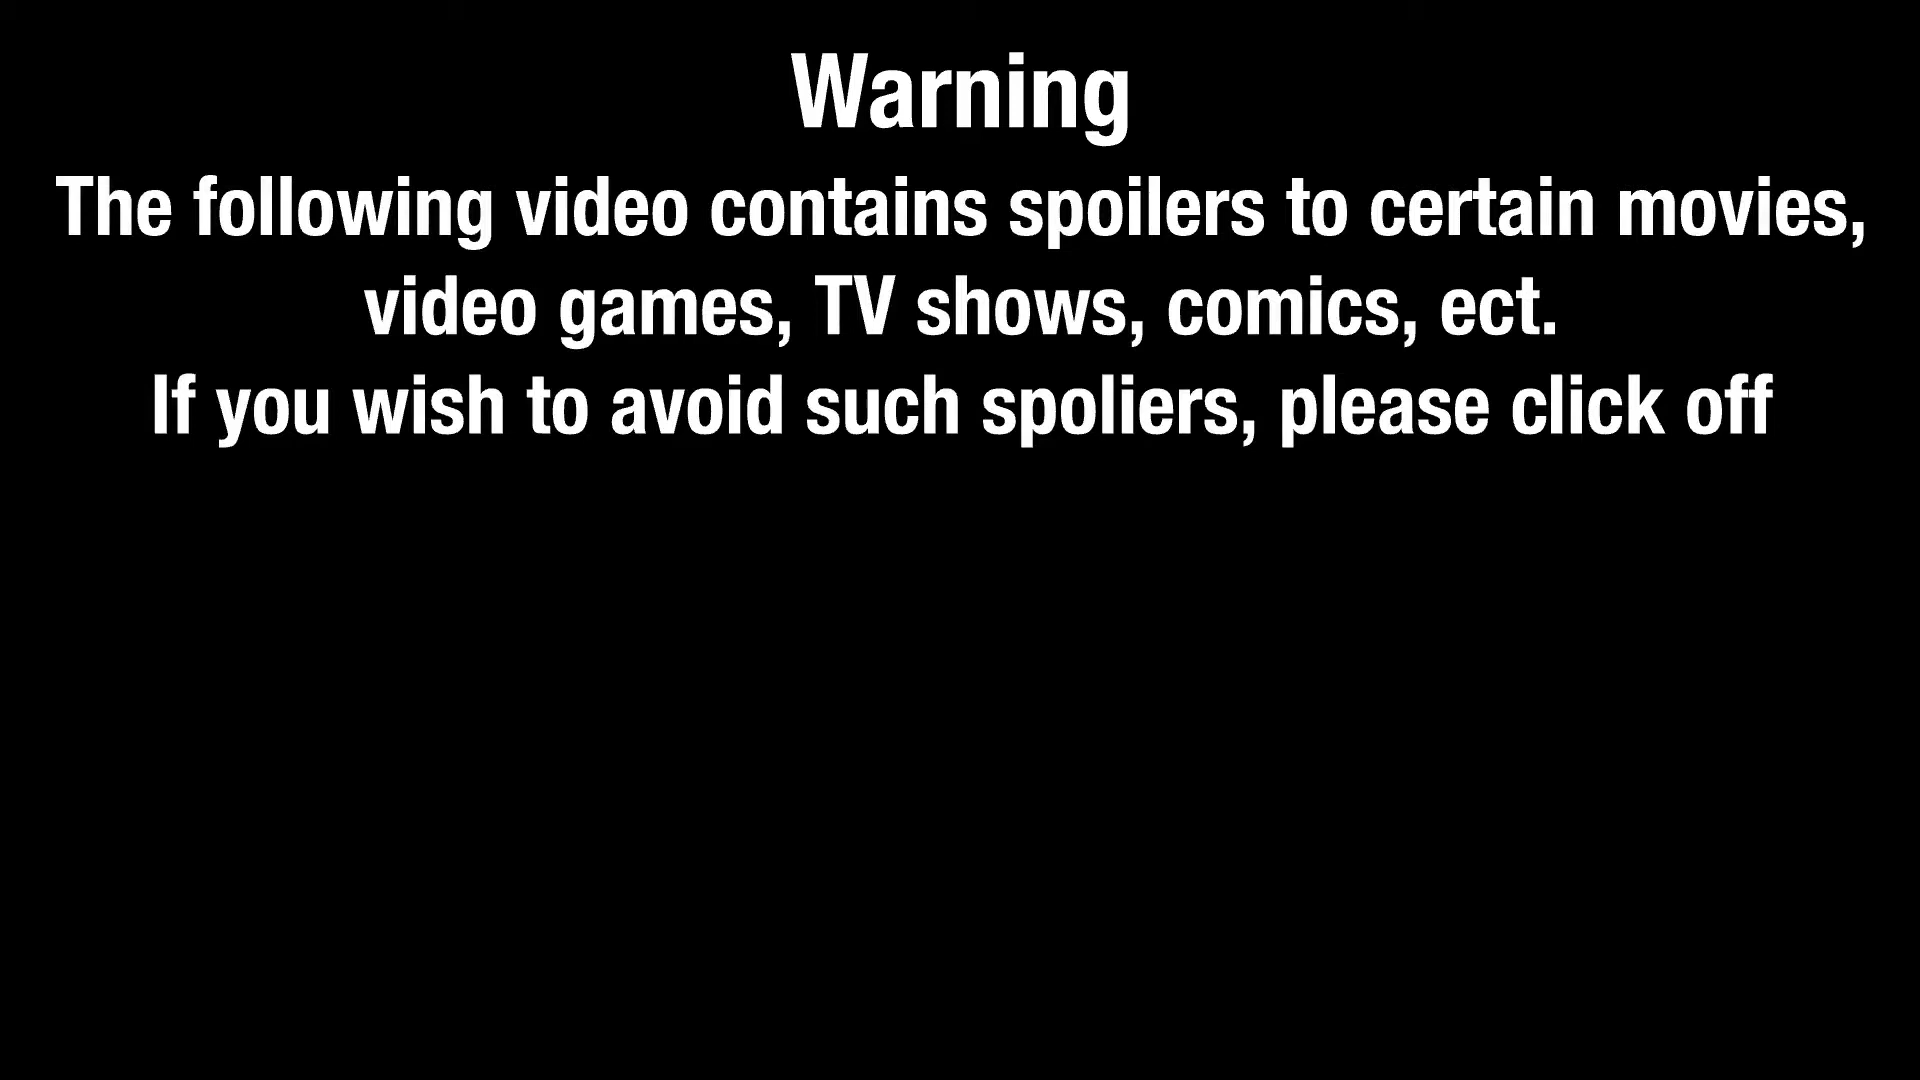 Warning
The following video contains spoilers to certain movies,
video games, TV shows, comics, ect.
If you wish to avoid such spoliers, please click off